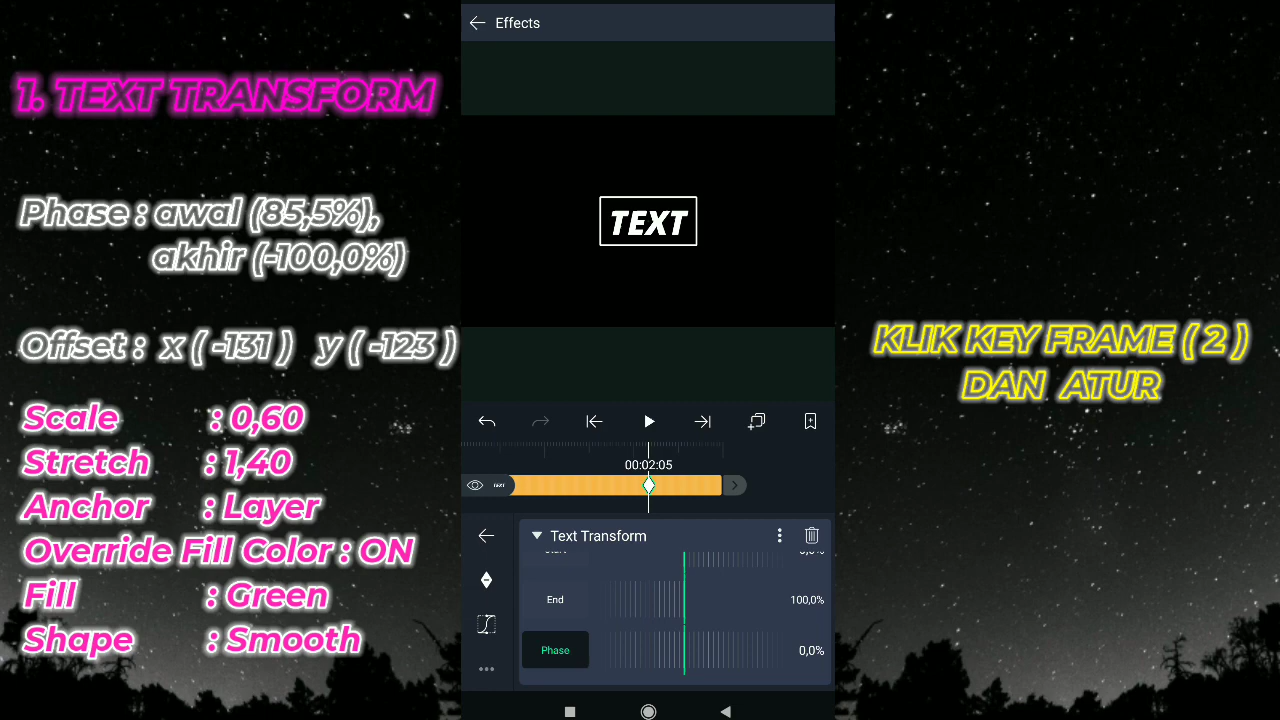 Effects
1. TEXT TRANSFORM
Phase : awal (85,5%),
akhir (-100,0%)
Offset : x ( -131 ) y ( -123 )
Scale : 0,60
Stretch : 1,40
Anchor : Layer
Override Fill Color : ON
Fill : Green
Shape : Smooth
TEXT
00:02:05
TEXT
Text Transform
End 100,0%
Phase 0,0%
KLIK KEY FRAME ( 2 )
DAN ATUR